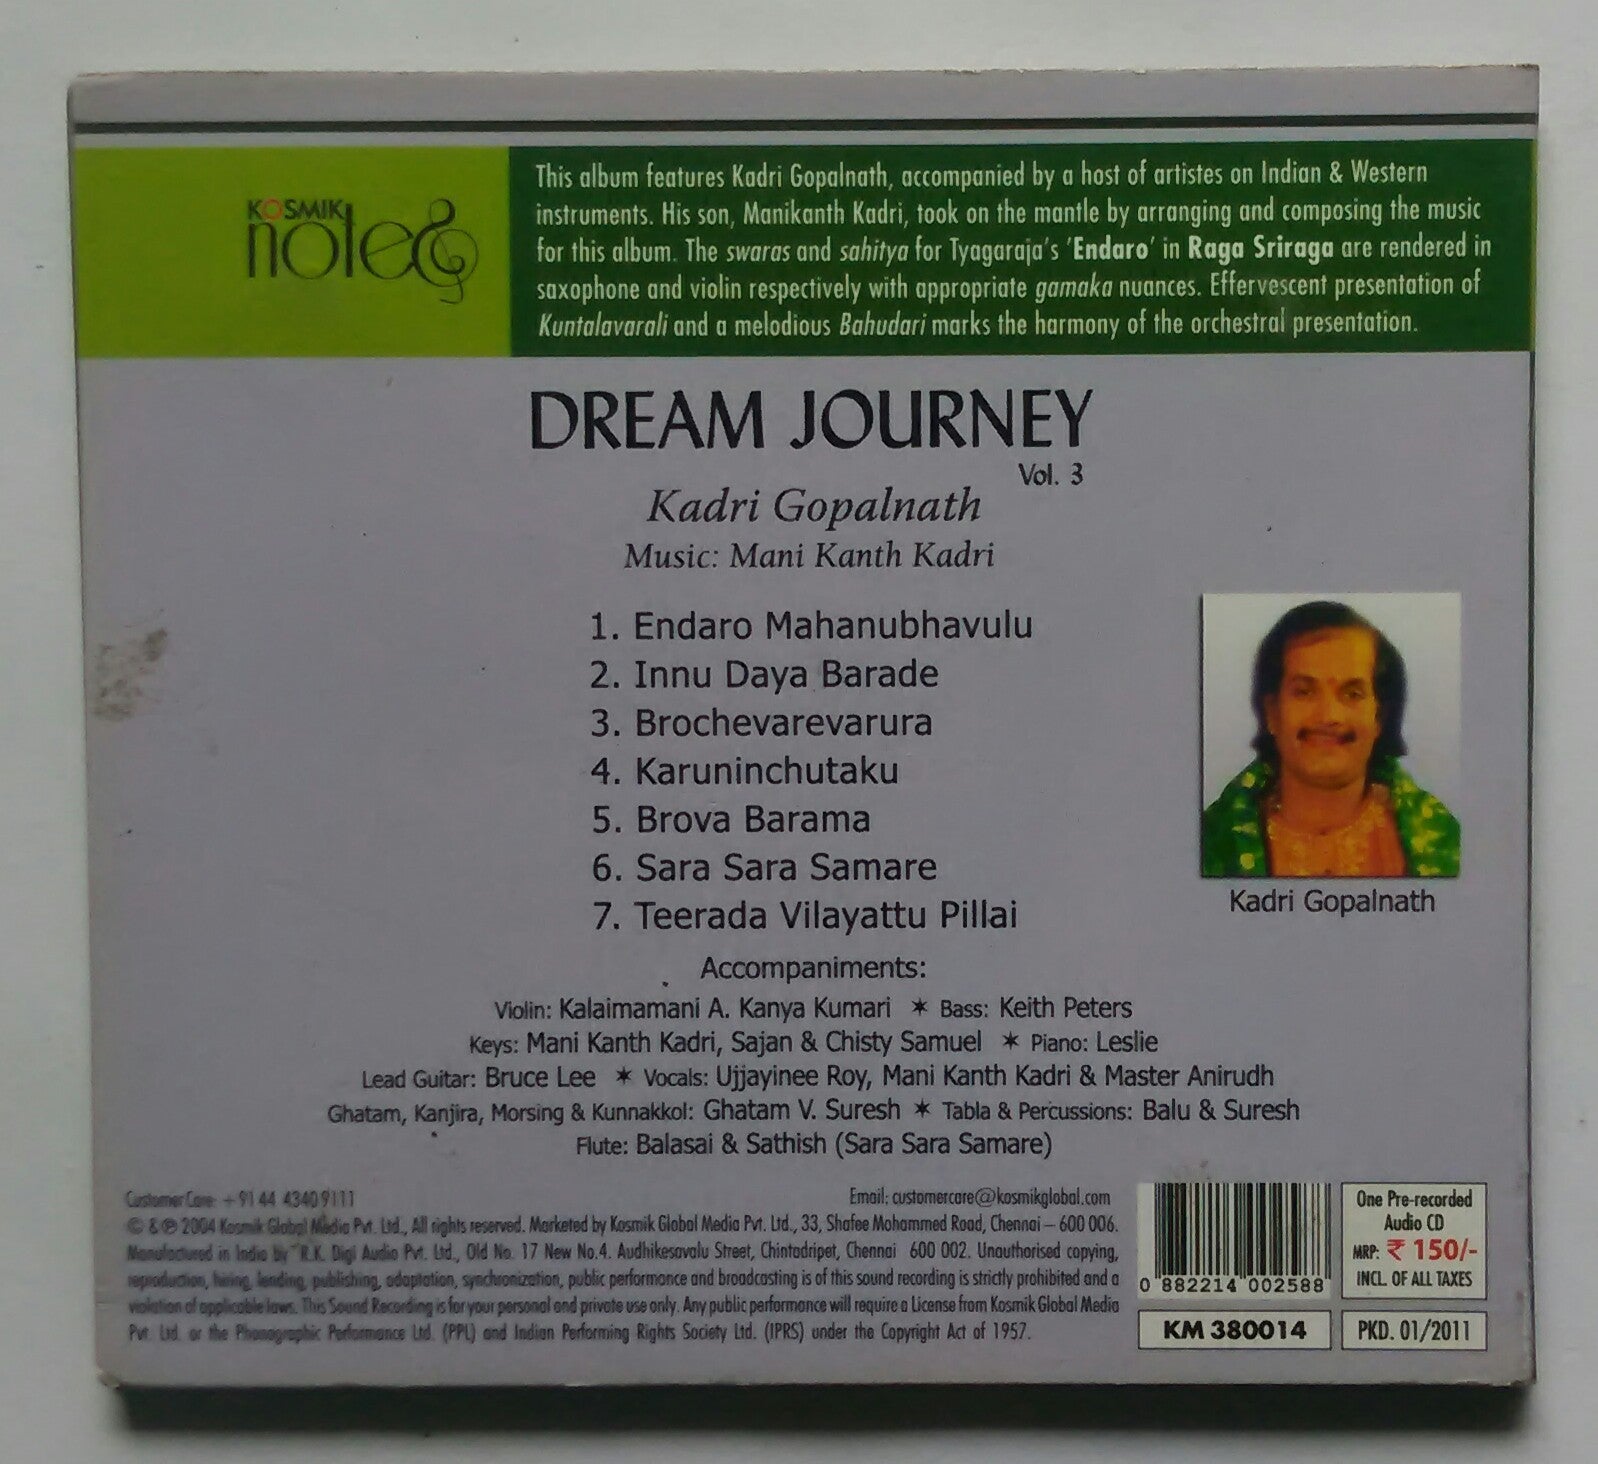 KOSMIK
notes
This album features Kadri Gopalnath, accompanied by a host of artistes on Indian & Western
instruments. His son, Manikanth Kadri, took on the mantle by arranging and composing the music
for this album. The swaras and sahitya for Tyagaraja's 'Endaro' in Raga Sriraga are rendered in
saxophone and violin respectively with appropriate gamaka nuances. Effervescent presentation of
Kuntalavarali and a melodious Bahudari marks the harmony of the orchestral presentation.
DREAM JOURNEY
Vol. 3
Kadri Gopalnath
Music: Mani Kanth Kadri
1. Endaro Mahanubhavulu
2. Innu Daya Barade
3. Brochevarevarura
4. Karuninchutaku
5. Brova Barama
6. Sara Sara Samare
7. Teerada Vilayattu Pillai
Kadri Gopalnath
Accompaniments:
Violin: Kalaimamani A. Kanya Kumari ✶ Bass: Keith Peters
Keys: Mani Kanth Kadri, Sajan & Chisty Samuel ✶ Piano: Leslie
Lead Guitar: Bruce Lee ✶ Vocals: Ujjayinee Roy, Mani Kanth Kadri & Master Anirudh
Ghatam, Kanjira, Morsing & Kunnakkol: Ghatam V. Suresh ✶ Tabla & Percussions: Balu & Suresh
Flute: Balasai & Sathish (Sara Sara Samare)
Customer Care: +91 44 4340 9111 Email: customercare@kosmikglobal.com
© & ℗ 2004 Kosmik Global Media Pvt. Ltd., All rights reserved. Marketed by Kosmik Global Media Pvt. Ltd., 33, Shafee Mohammed Road, Chennai – 600 006.
Manufactured in India by R.K. Digi Audio Pvt. Ltd., Old No. 17 New No.4. Audhikesavalu Street, Chintadripet, Chennai 600 002. Unauthorised copying,
reproduction, hiring, lending, publishing, adaptation, synchronization, public performance and broadcasting is of this sound recording is strictly prohibited and a
violation of applicable laws. This Sound Recording is for your personal and private use only. Any public performance will require a License from Kosmik Global Media
Pvt. Ltd. or the Phonographic Performance Ltd. (PPL) and Indian Performing Rights Society Ltd. (IPRS) under the Copyright Act of 1957.
0 882214 002588
KM 380014
One Pre-recorded
Audio CD
MRP: ₹ 150/-
INCL. OF ALL TAXES
PKD. 01/2011